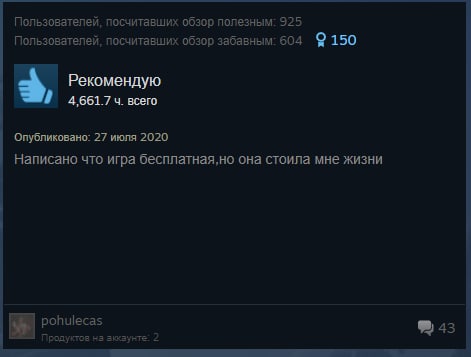 Пользователей, посчитавших обзор полезным: 925
Пользователей, посчитавших обзор забавным: 604 150
Рекомендую
4,661.7 ч. всего
Опубликовано: 27 июля 2020
Написано что игра бесплатная,но она стоила мне жизни
pohulecas 43
Продуктов на аккаунте: 2